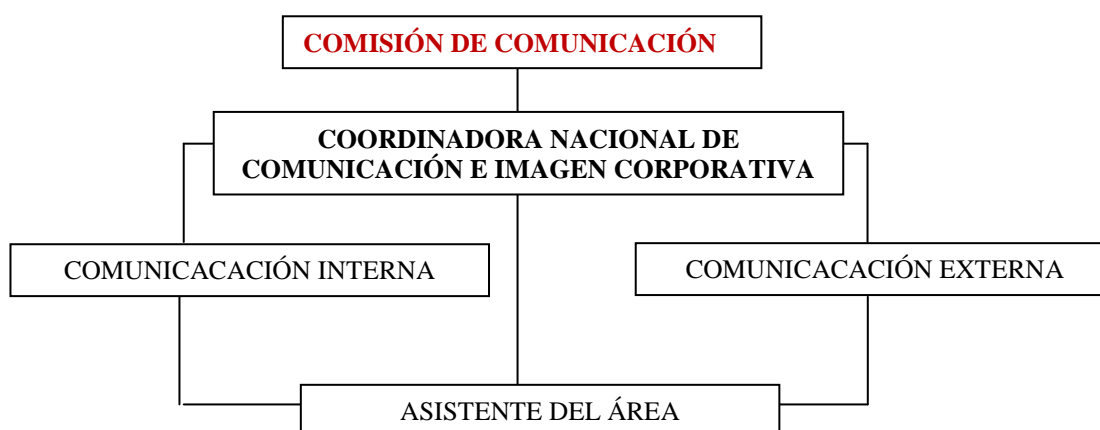 COMISIÓN DE COMUNICACIÓN
COORDINADORA NACIONAL DE
COMUNICACIÓN E IMAGEN CORPORATIVA
COMUNICACACIÓN INTERNA
COMUNICACACIÓN EXTERNA
ASISTENTE DEL ÁREA